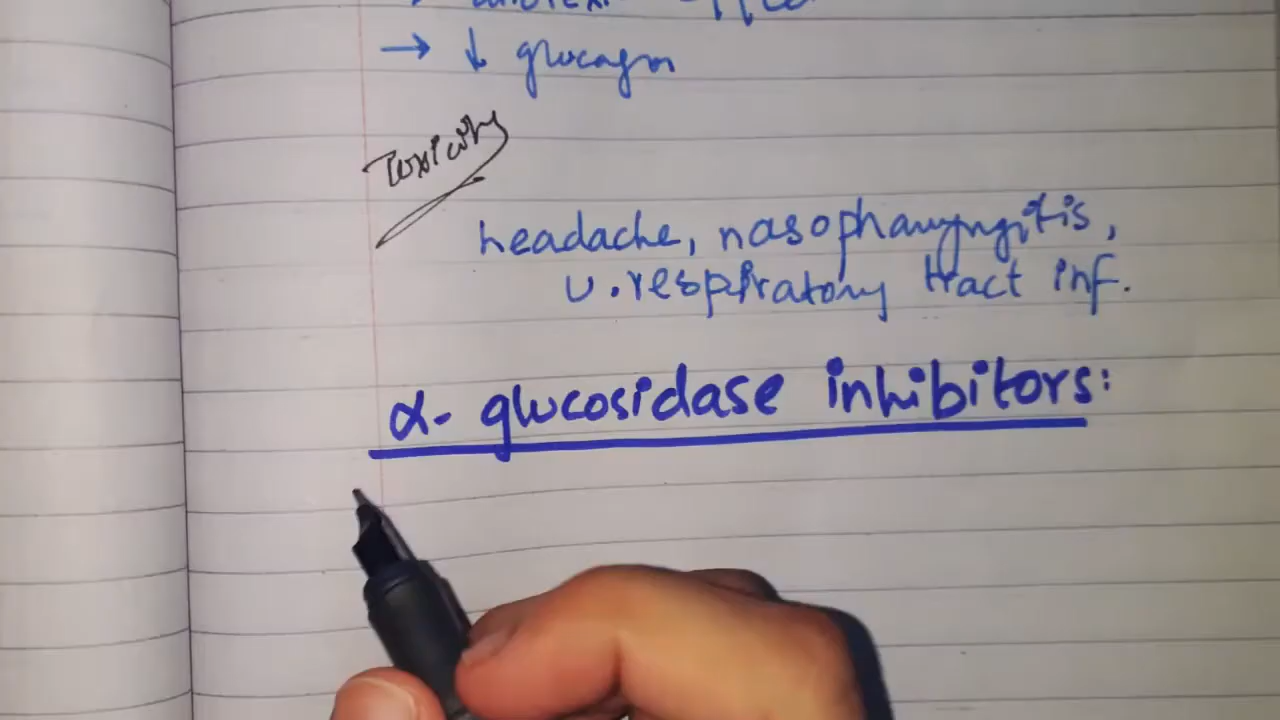 → ↓ glucagon
Toxicity
headache, nasopharyngitis,
U. respiratory tract inf.
α- glucosidase inhibitors: